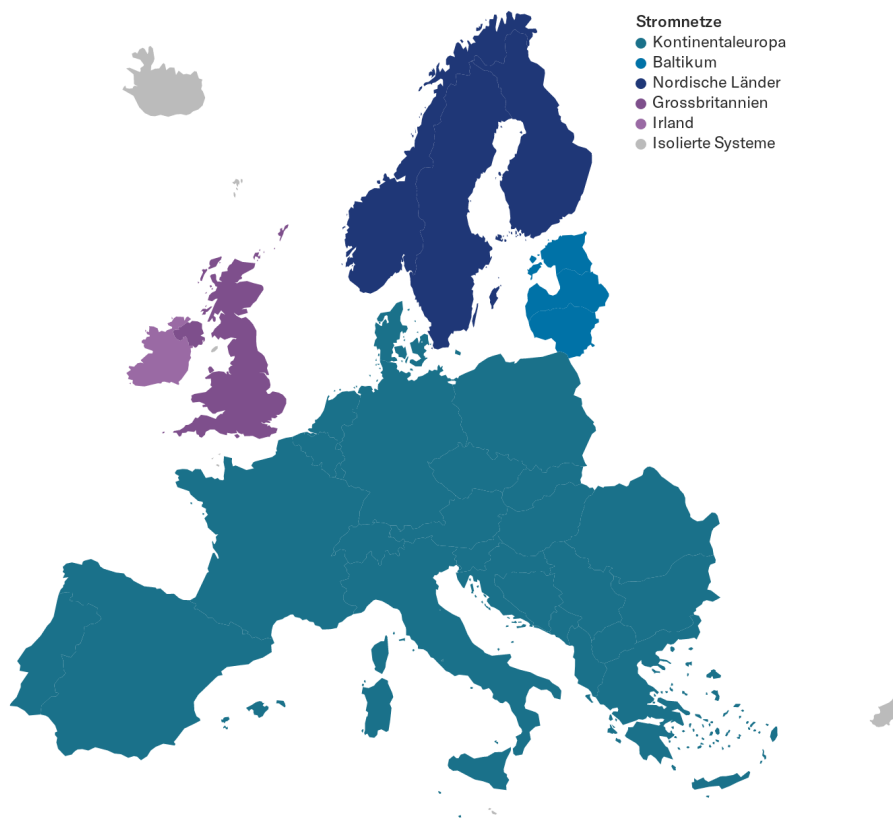 Stromnetze
Kontinentaleuropa
Baltikum
Nordische Länder
Grossbritannien
Irland
Isolierte Systeme